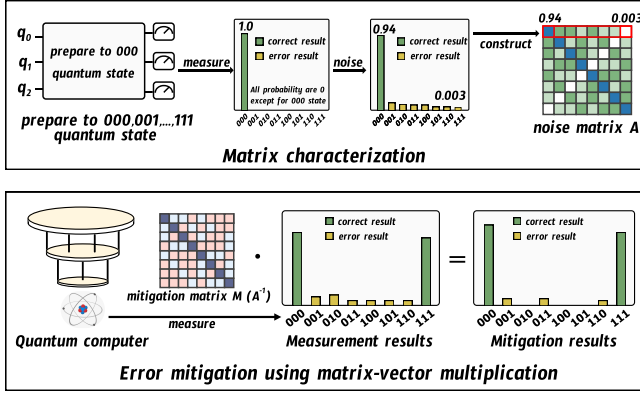 q0
q1
q2
prepare to 000
quantum state
prepare to 000,001,...,111
quantum state
measure
1.0
correct result
error result
All probability are 0
except for 000 state
000 001 010 011 100 101 110 111
noise
0.94
correct result
error result
0.003
000 001 010 011 100 101 110 111
construct
0.94 0.003
noise matrix A
Matrix characterization
Quantum computer
mitigation matrix M (A⁻¹)
measure
·
correct result
error result
000 001 010 011 100 101 110 111
Measurement results
=
correct result
error result
000 001 010 011 100 101 110 111
Mitigation results
Error mitigation using matrix-vector multiplication